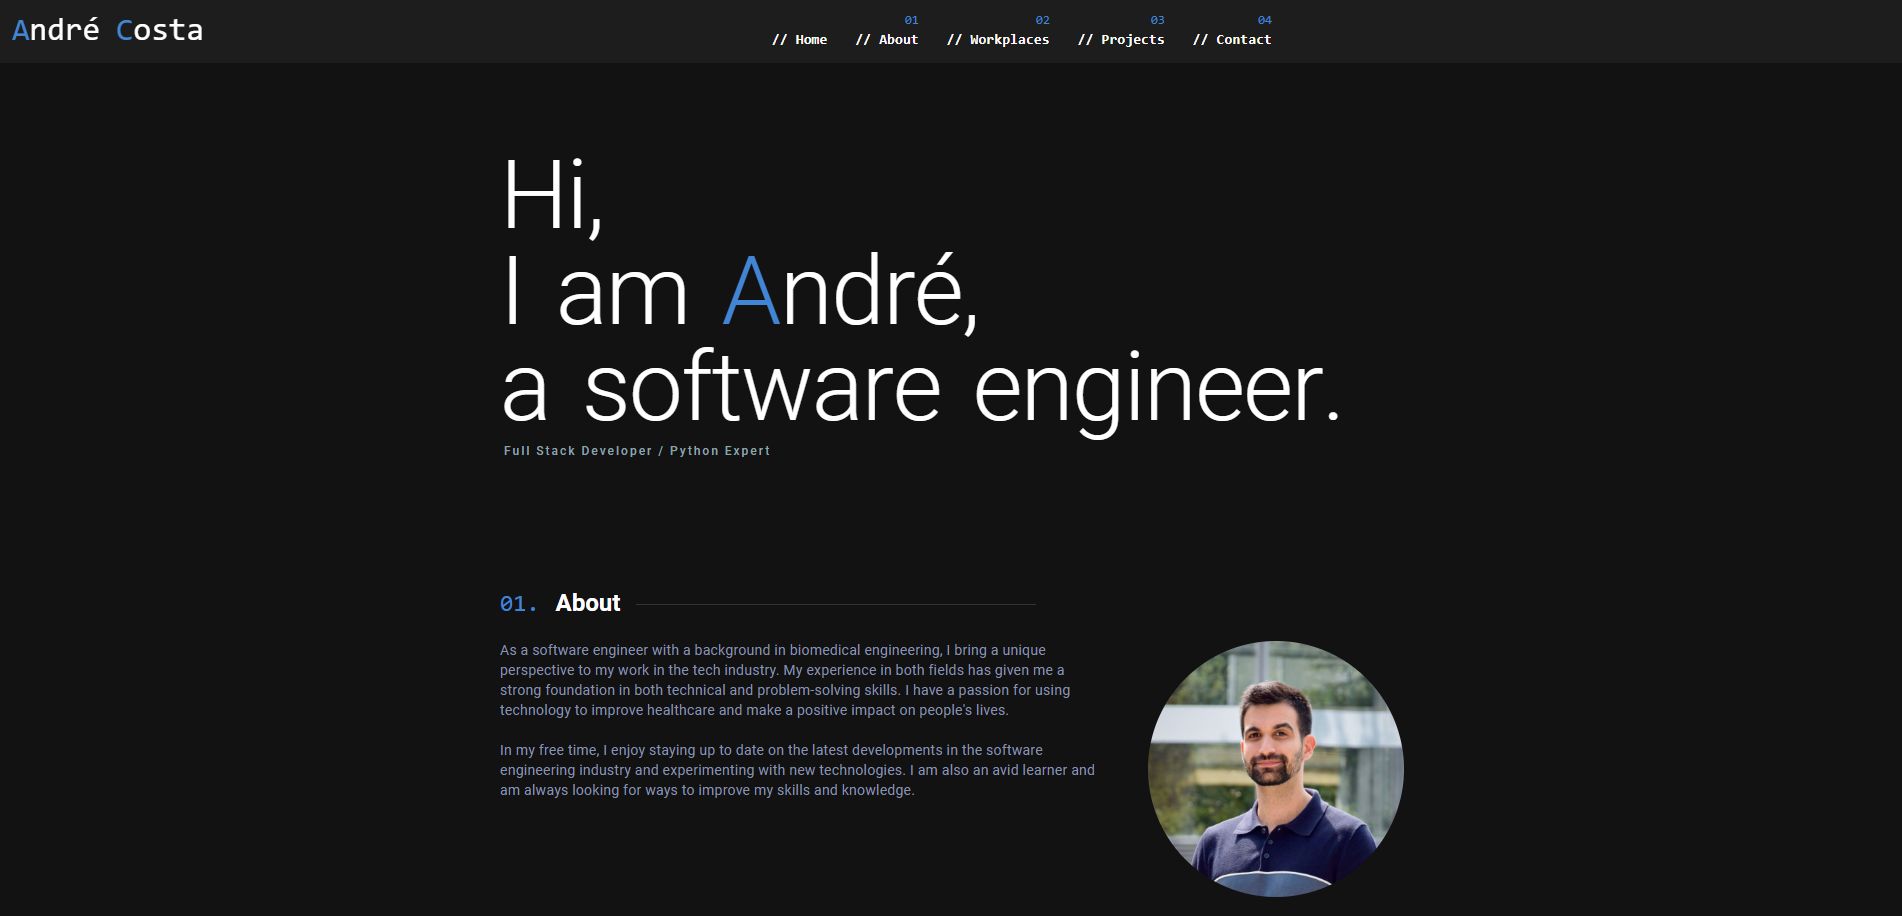 André Costa
01 02 03 04
// Home // About // Workplaces // Projects // Contact
Hi,
I am André,
a software engineer.
Full Stack Developer / Python Expert
01. About
As a software engineer with a background in biomedical engineering, I bring a unique
perspective to my work in the tech industry. My experience in both fields has given me a
strong foundation in both technical and problem-solving skills. I have a passion for using
technology to improve healthcare and make a positive impact on people's lives.
In my free time, I enjoy staying up to date on the latest developments in the software
engineering industry and experimenting with new technologies. I am also an avid learner and
am always looking for ways to improve my skills and knowledge.